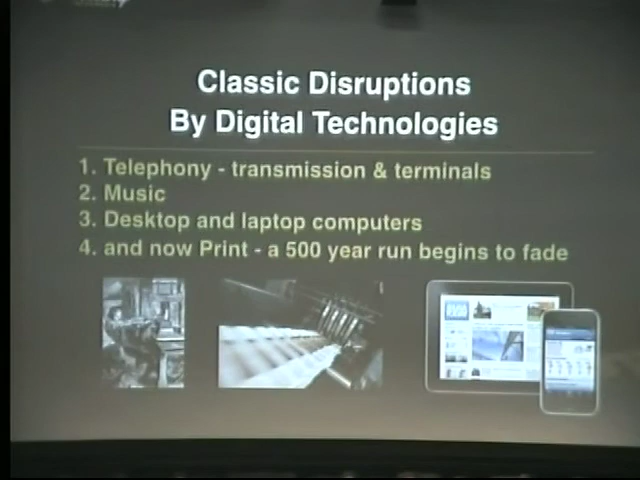 Classic Disruptions
By Digital Technologies
1. Telephony - transmission & terminals
2. Music
3. Desktop and laptop computers
4. and now Print - a 500 year run begins to fade